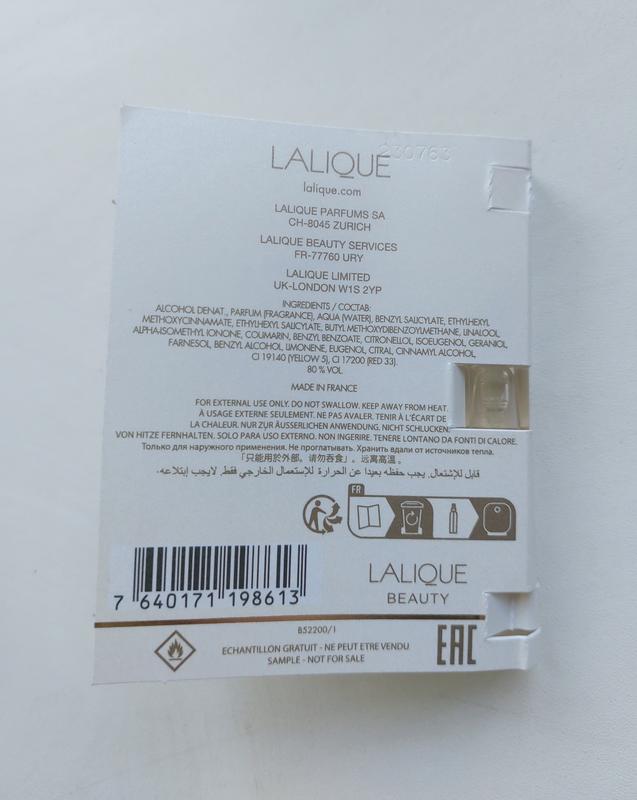 LALIQUE
230763
lalique.com
LALIQUE PARFUMS SA
CH-8045 ZURICH
LALIQUE BEAUTY SERVICES
FR-77760 URY
LALIQUE LIMITED
UK-LONDON W1S 2YP
INGREDIENTS / СОСТАВ:
ALCOHOL DENAT., PARFUM (FRAGRANCE), AQUA (WATER), BENZYL SALICYLATE, ETHYLHEXYL
METHOXYCINNAMATE, ETHYLHEXYL SALICYLATE, BUTYL METHOXYDIBENZOYLMETHANE, LINALOOL,
ALPHA-ISOMETHYL IONONE, COUMARIN, BENZYL BENZOATE, CITRONELLOL, ISOEUGENOL, GERANIOL,
FARNESOL, BENZYL ALCOHOL, LIMONENE, EUGENOL, CITRAL, CINNAMYL ALCOHOL,
CI 19140 (YELLOW 5), CI 17200 (RED 33).
80 % VOL
MADE IN FRANCE
FOR EXTERNAL USE ONLY. DO NOT SWALLOW. KEEP AWAY FROM HEAT.
À USAGE EXTERNE SEULEMENT. NE PAS AVALER. TENIR À L'ÉCART DE
LA CHALEUR. NUR ZUR ÄUSSERLICHEN ANWENDUNG. NICHT SCHLUCKEN.
VON HITZE FERNHALTEN. SOLO PARA USO EXTERNO. NON INGERIRE. TENERE LONTANO DA FONTI DI CALORE.
Только для наружного применения. Не проглатывать. Хранить вдали от источников тепла.
「只能用於外部。请勿吞食」。远离高温 。
قابل للإشتعال, يجب حفظه بعيدا عن الحرارة للإستعمال الخارجي فقط, لايجب إبتلاعه.
FR
7 640171 198613
LALIQUE
BEAUTY
B52200/1
ECHANTILLON GRATUIT - NE PEUT ETRE VENDU
SAMPLE - NOT FOR SALE
EAC